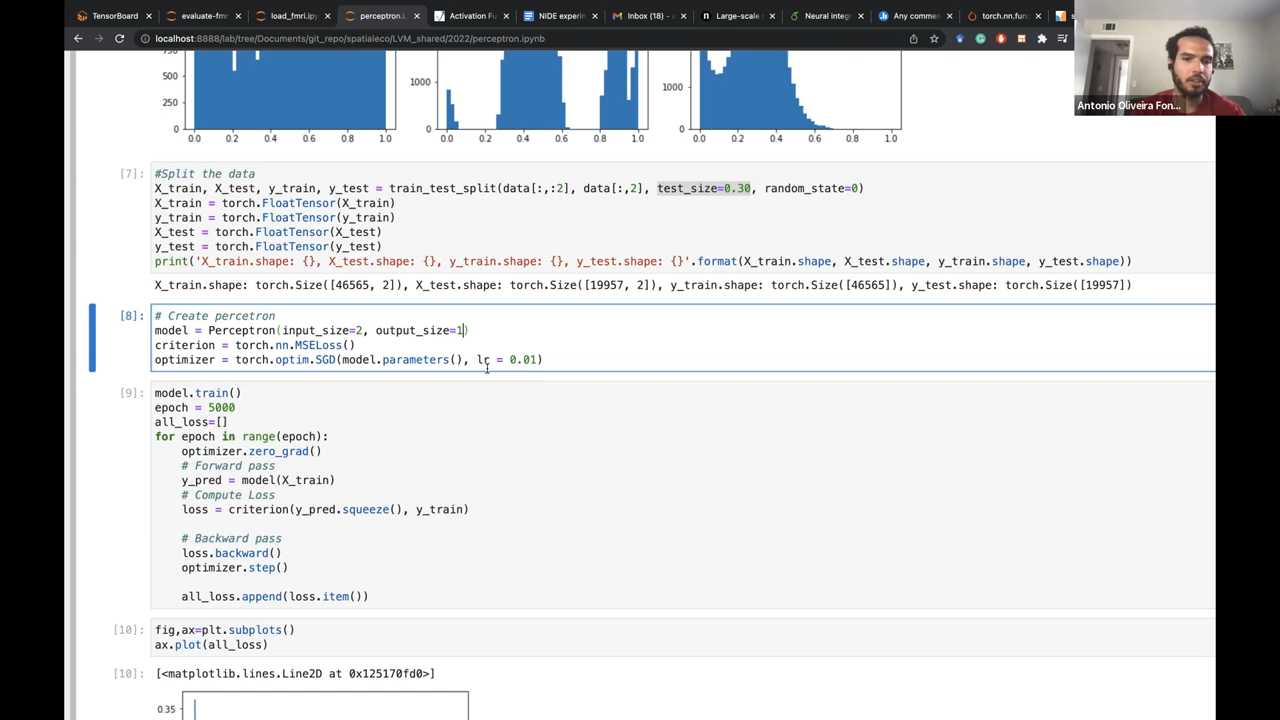 TensorBoard
evaluate-fmr
load_fmri.ipy
perceptron.i
Activation Fu
NIDE experin
Inbox (18) -
Large-scale
Neural integr
Any commen
torch.nn.func
localhost:8888/lab/tree/Documents/git_repo/spatialeco/LVM_shared/2022/perceptron.ipynb
Antonio Oliveira Fon...
750
500
250
0
0.0 0.2 0.4 0.6 0.8 1.0
1000
0
0.0 0.2 0.4 0.6 0.8 1.0
1000
0
0.0 0.2 0.4 0.6 0.8 1.0
[7]:
#Split the data
X_train, X_test, y_train, y_test = train_test_split(data[:,:2], data[:,2], test_size=0.30, random_state=0)
X_train = torch.FloatTensor(X_train)
y_train = torch.FloatTensor(y_train)
X_test = torch.FloatTensor(X_test)
y_test = torch.FloatTensor(y_test)
print('X_train.shape: {}, X_test.shape: {}, y_train.shape: {}, y_test.shape: {}'.format(X_train.shape, X_test.shape, y_train.shape, y_test.shape))
X_train.shape: torch.Size([46565, 2]), X_test.shape: torch.Size([19957, 2]), y_train.shape: torch.Size([46565]), y_test.shape: torch.Size([19957])
[8]:
# Create percetron
model = Perceptron(input_size=2, output_size=1)
criterion = torch.nn.MSELoss()
optimizer = torch.optim.SGD(model.parameters(), lr = 0.01)
[9]:
model.train()
epoch = 5000
all_loss=[]
for epoch in range(epoch):
optimizer.zero_grad()
# Forward pass
y_pred = model(X_train)
# Compute Loss
loss = criterion(y_pred.squeeze(), y_train)
# Backward pass
loss.backward()
optimizer.step()
all_loss.append(loss.item())
[10]:
fig,ax=plt.subplots()
ax.plot(all_loss)
[10]:
[<matplotlib.lines.Line2D at 0x125170fd0>]
0.35